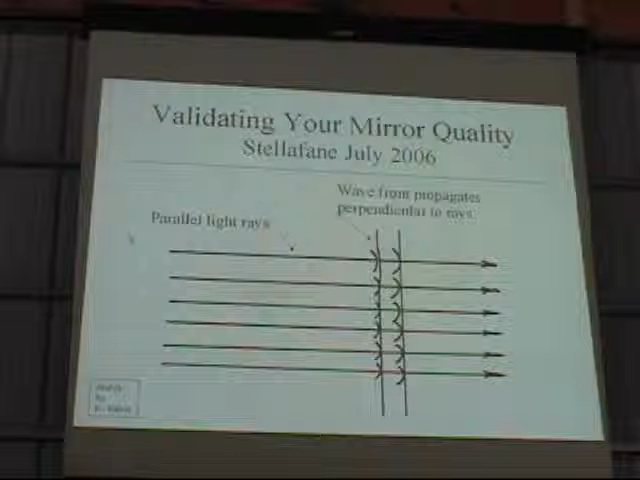 Validating Your Mirror Quality
Stellafane July 2006
Wave front propagates
perpendicular to rays
Parallel light rays